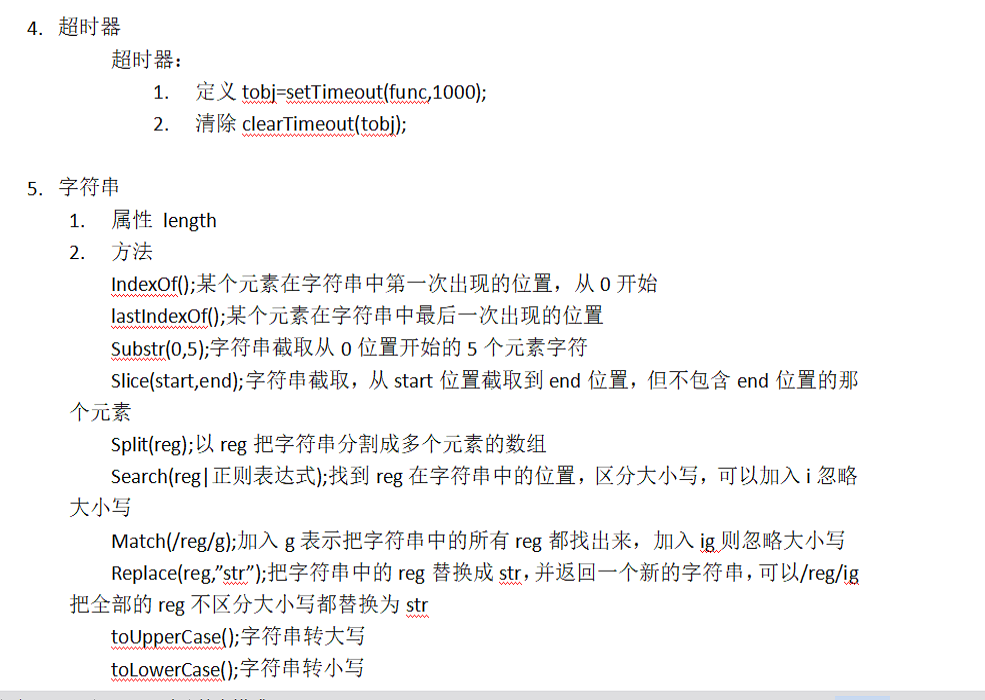 4. 超时器
超时器：
1. 定义 tobj=setTimeout(func,1000);
2. 清除 clearTimeout(tobj);
5. 字符串
1. 属性 length
2. 方法
IndexOf();某个元素在字符串中第一次出现的位置，从 0 开始
lastIndexOf();某个元素在字符串中最后一次出现的位置
Substr(0,5);字符串截取从 0 位置开始的 5 个元素字符
Slice(start,end);字符串截取，从 start 位置截取到 end 位置，但不包含 end 位置的那
个元素
Split(reg);以 reg 把字符串分割成多个元素的数组
Search(reg|正则表达式);找到 reg 在字符串中的位置，区分大小写，可以加入 i 忽略
大小写
Match(/reg/g);加入 g 表示把字符串中的所有 reg 都找出来，加入 ig 则忽略大小写
Replace(reg,”str”);把字符串中的 reg 替换成 str，并返回一个新的字符串，可以/reg/ig
把全部的 reg 不区分大小写都替换为 str
toUpperCase();字符串转大写
toLowerCase();字符串转小写